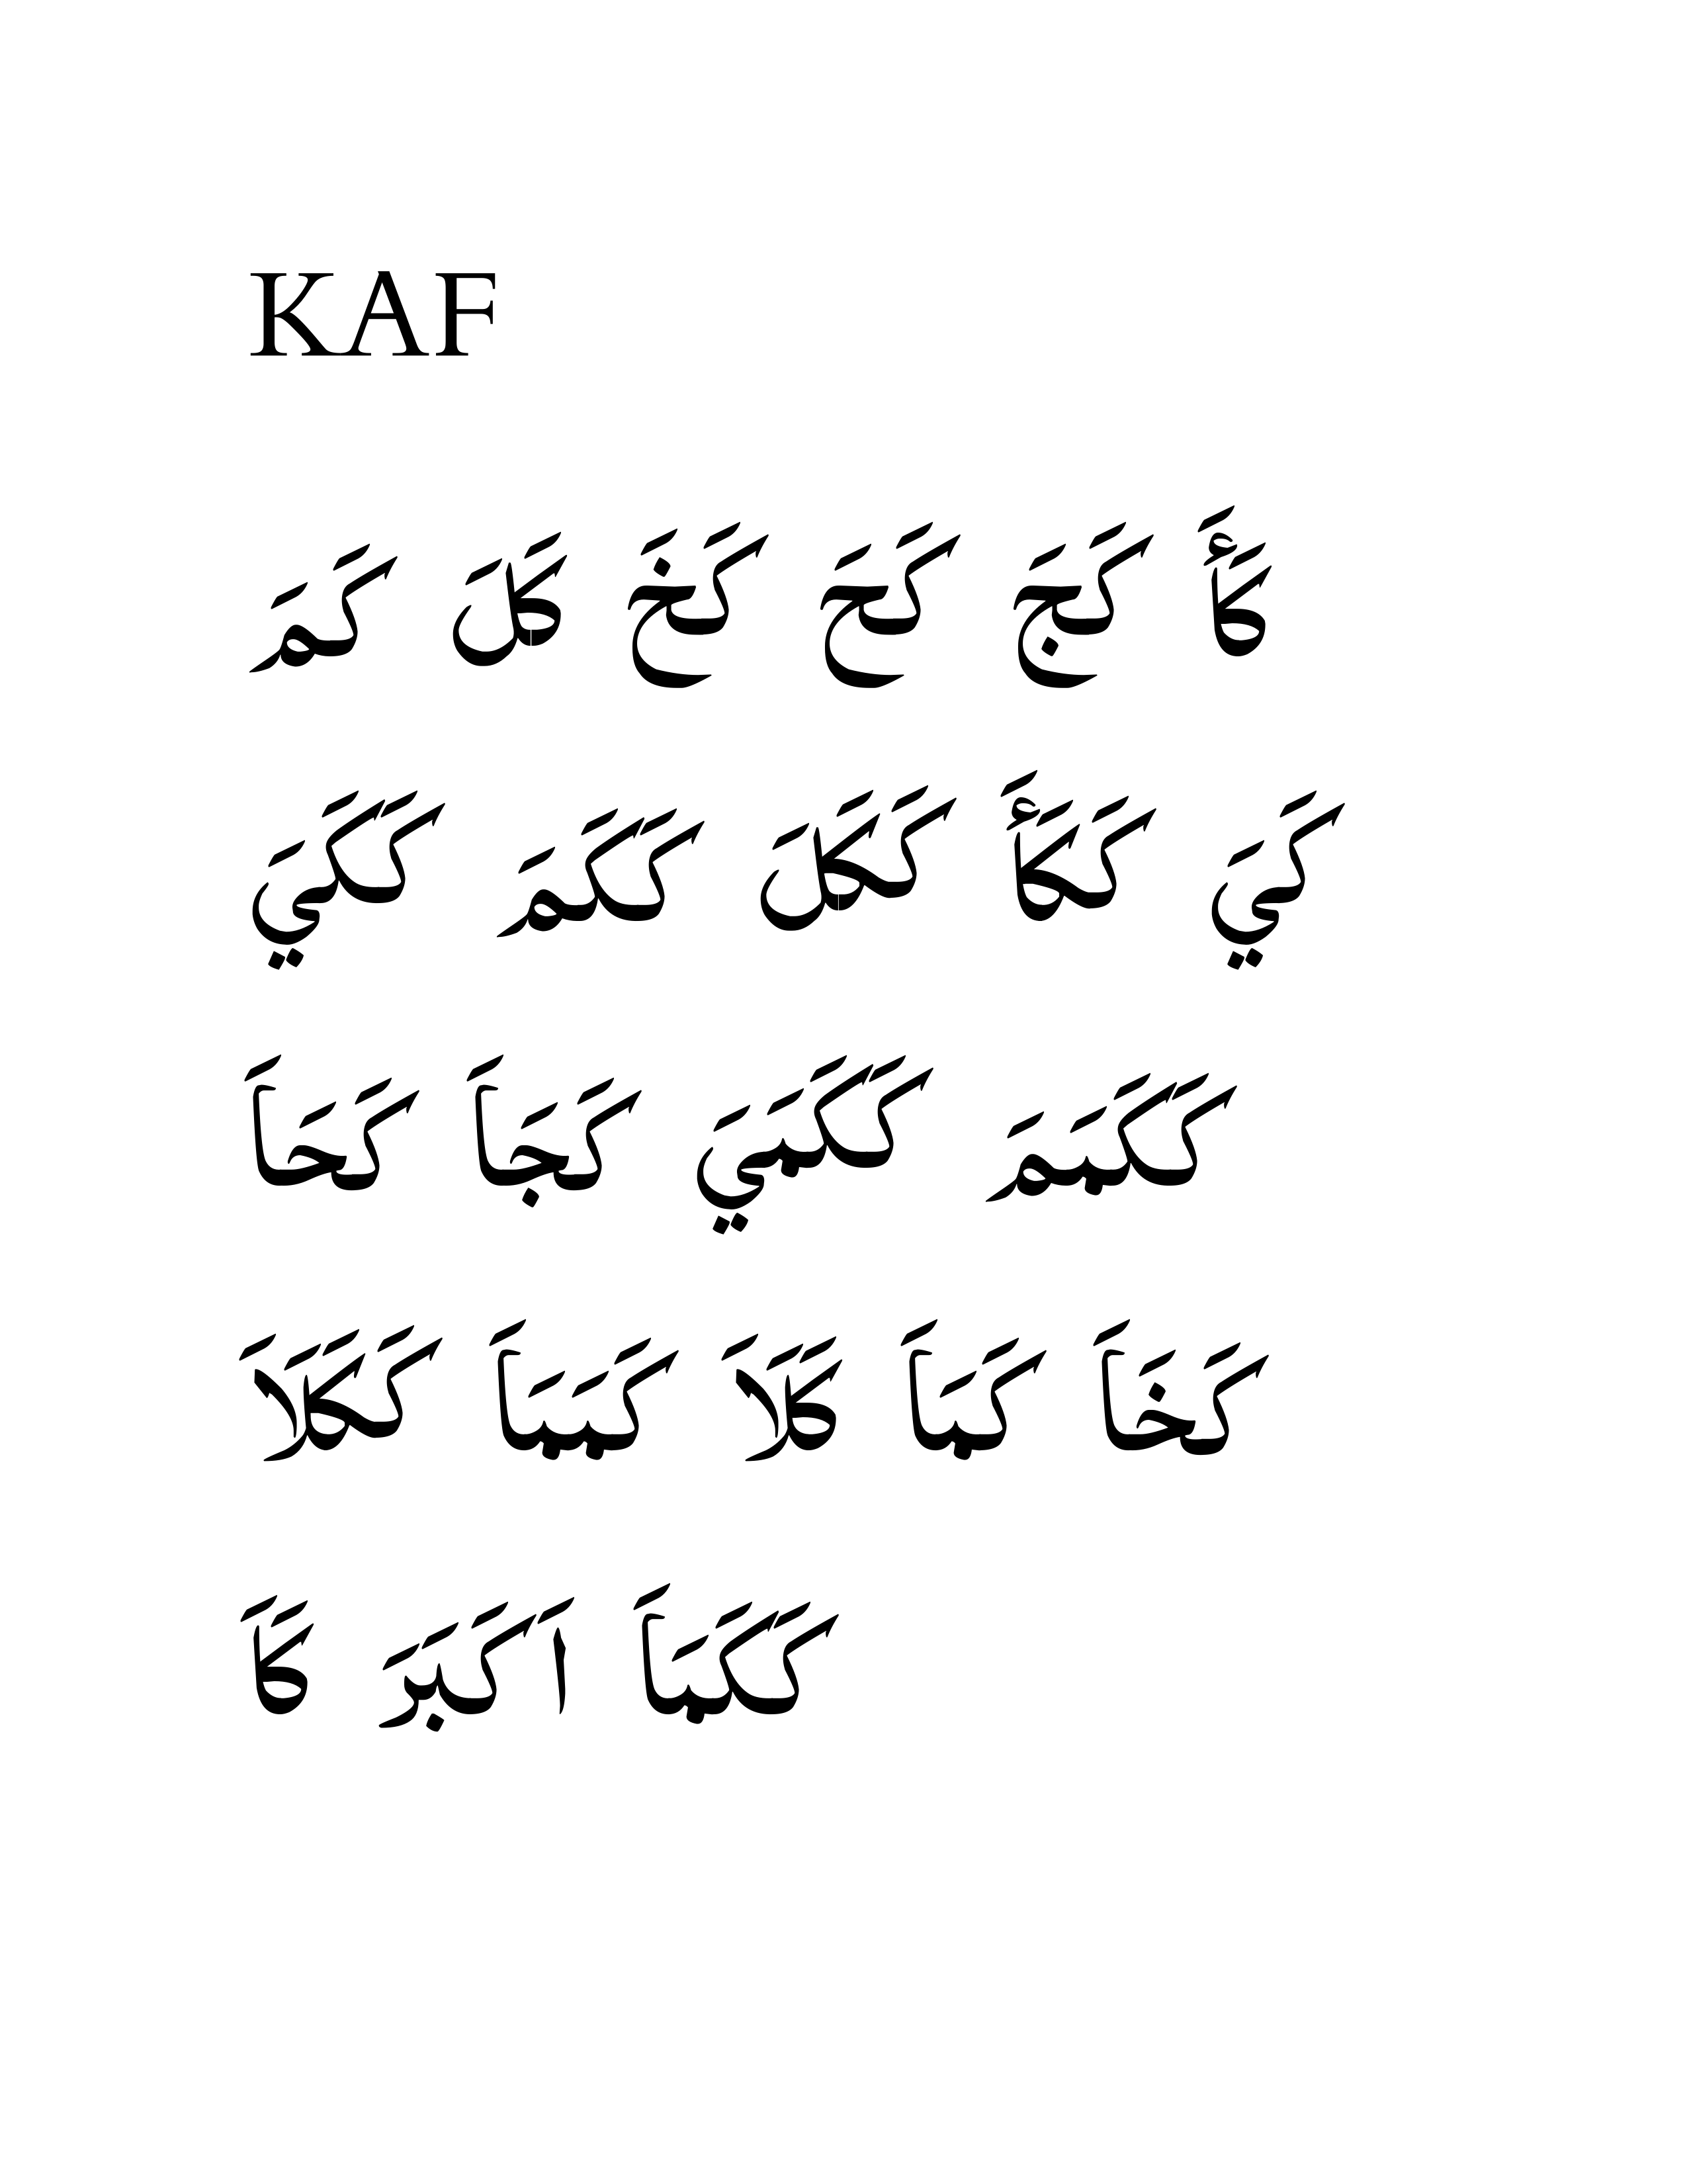 KAF
كَأَ كَجَ كَحَ كَخَ كَلَ كَمَ
كَيَ كَكَأَ كَكَلَ كَكَمَ كَكَيَ
كَجَاَ كَحَاَ
كَخَاَ كَلَاَ كَكَلَاَ
اَكَبَرَ كَاَ